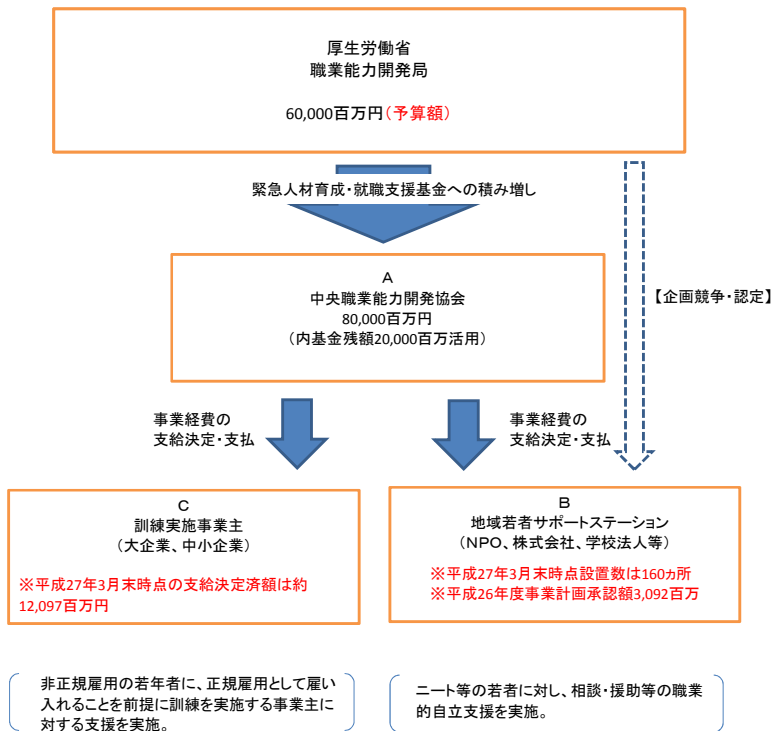 厚生労働省
職業能力開発局
60,000百万円(予算額)
緊急人材育成・就職支援基金への積み増し
A
中央職業能力開発協会
80,000百万円
(内基金残額20,000百万活用)
【企画競争・認定】
事業経費の
支給決定・支払
事業経費の
支給決定・支払
C
訓練実施事業主
(大企業、中小企業)
※平成27年3月末時点の支給決定済額は約
12,097百万円
B
地域若者サポートステーション
(NPO、株式会社、学校法人等)
※平成27年3月末時点設置数は160ヵ所
※平成26年度事業計画承認額3,092百万
非正規雇用の若年者に、正規雇用として雇い
入れることを前提に訓練を実施する事業主に
対する支援を実施。
ニート等の若者に対し、相談・援助等の職業
的自立支援を実施。